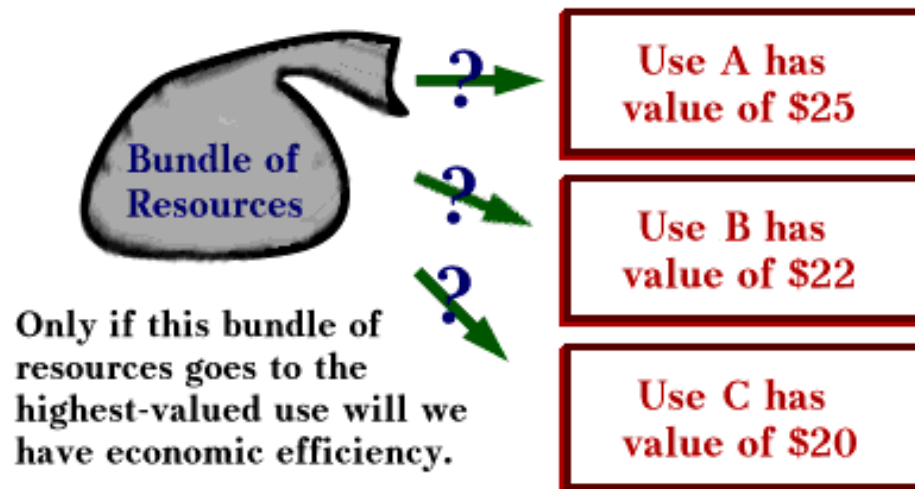 Bundle of
Resources
?
?
?
Use A has
value of $25
Use B has
value of $22
Use C has
value of $20
Only if this bundle of
resources goes to the
highest-valued use will we
have economic efficiency.